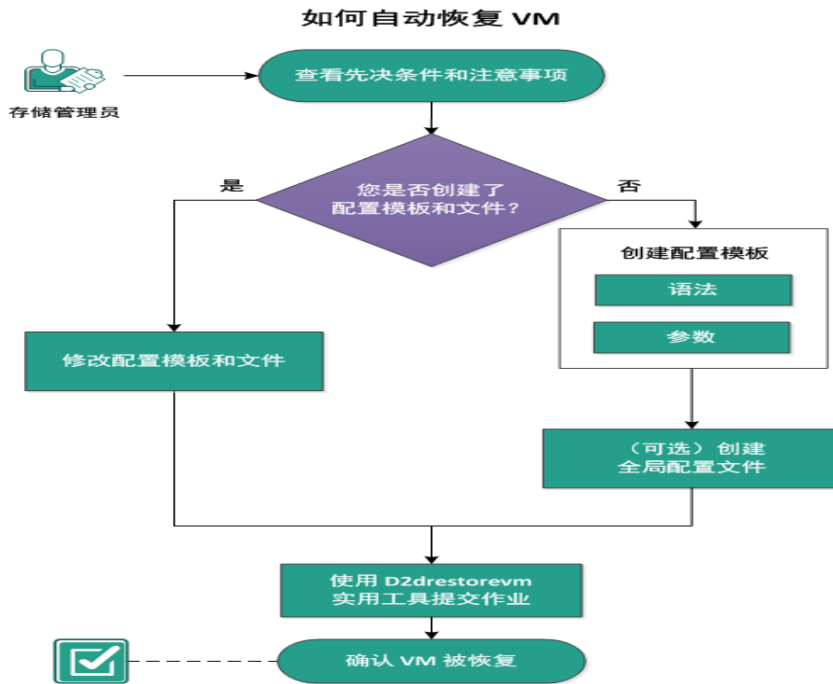 如何自动恢复 VM
查看先决条件和注意事项
存储管理员
您是否创建了
配置模板和文件？
是
否
创建配置模板
语法
参数
修改配置模板和文件
（可选）创建
全局配置文件
使用 D2drestorevm
实用工具提交作业
确认 VM 被恢复